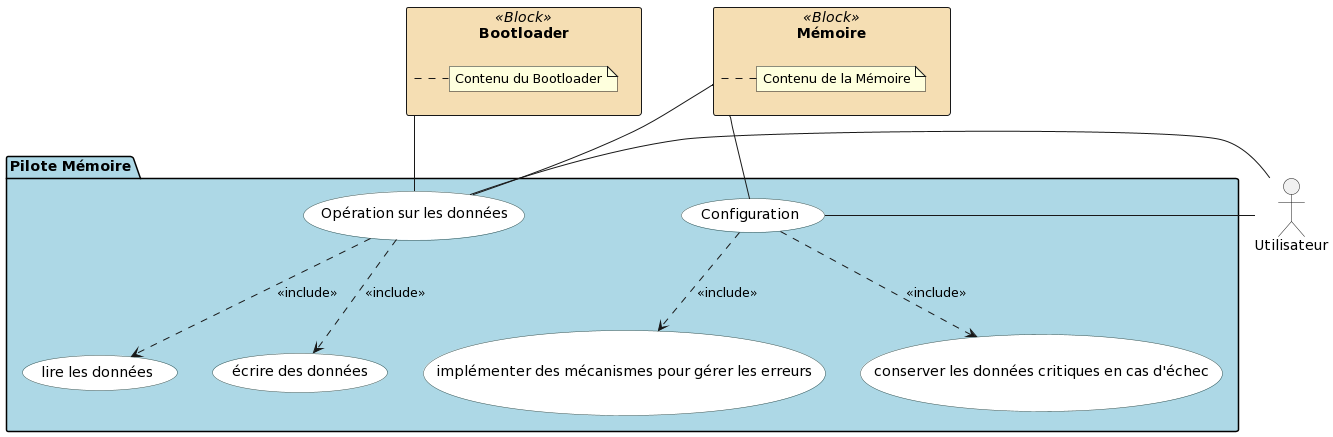 «Block»
Bootloader
Contenu du Bootloader
«Block»
Mémoire
Contenu de la Mémoire
Pilote Mémoire
Opération sur les données
Configuration
Utilisateur
«include»
«include»
«include»
«include»
lire les données
écrire des données
implémenter des mécanismes pour gérer les erreurs
conserver les données critiques en cas d'échec